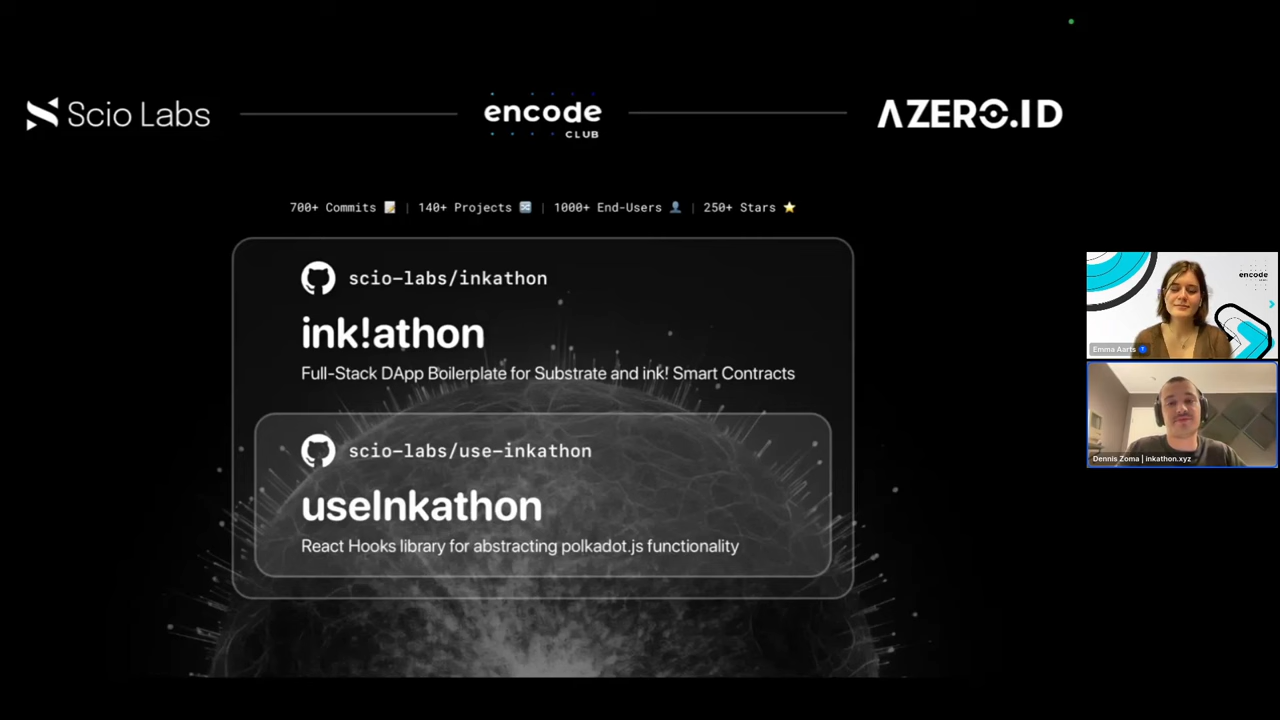 Scio Labs
encode
CLUB
AZERO.ID
700+ Commits 📝 | 140+ Projects 🔀 | 1000+ End-Users 👤 | 250+ Stars ⭐
scio-labs/inkathon
ink!athon
Full-Stack DApp Boilerplate for Substrate and ink! Smart Contracts
scio-labs/use-inkathon
useInkathon
React Hooks library for abstracting polkadot.js functionality
encode
Emma Aarts
Dennis Zoma | inkathon.xyz